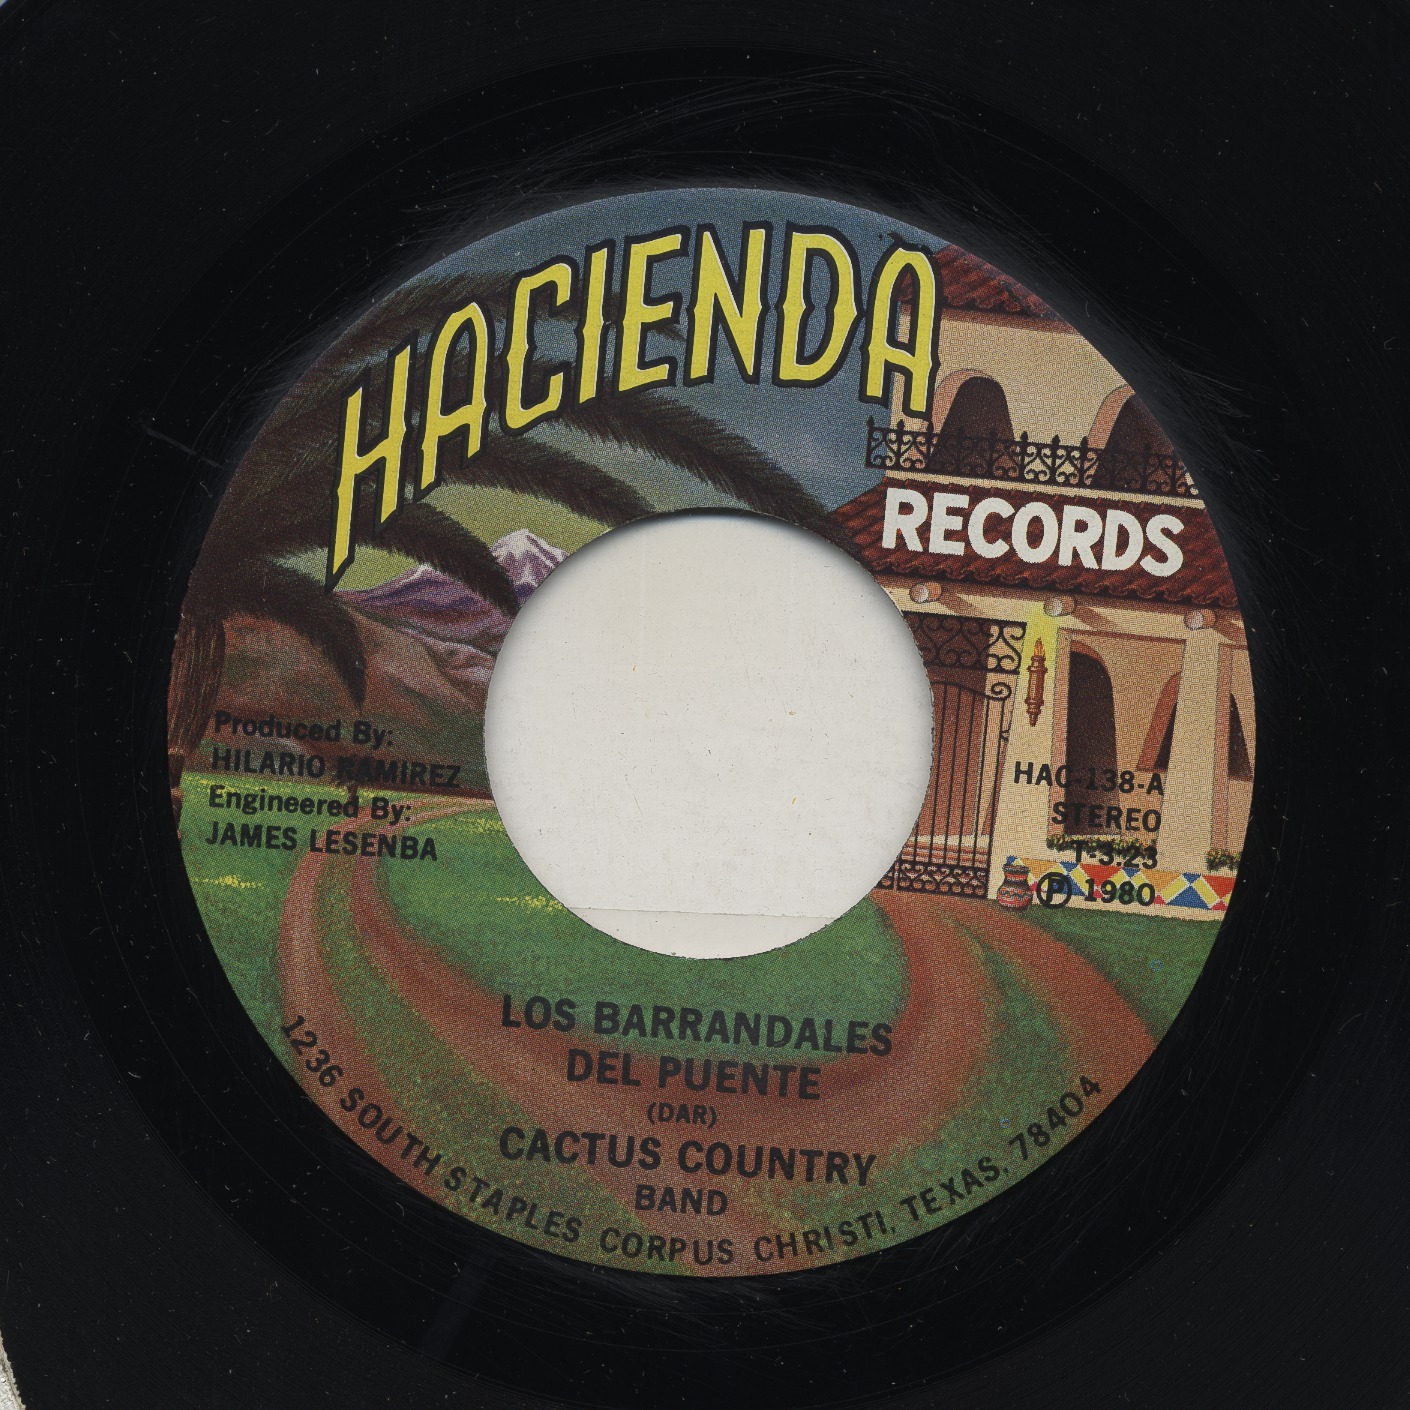 HACIENDA
RECORDS
Produced By:
HILARIO RAMIREZ
Engineered By:
JAMES LESENBA
HAC-138-A
STEREO
T-3:23
Ⓟ 1980
LOS BARRANDALES
DEL PUENTE
(DAR)
CACTUS COUNTRY
BAND
1236 SOUTH STAPLES CORPUS CHRISTI, TEXAS, 78404